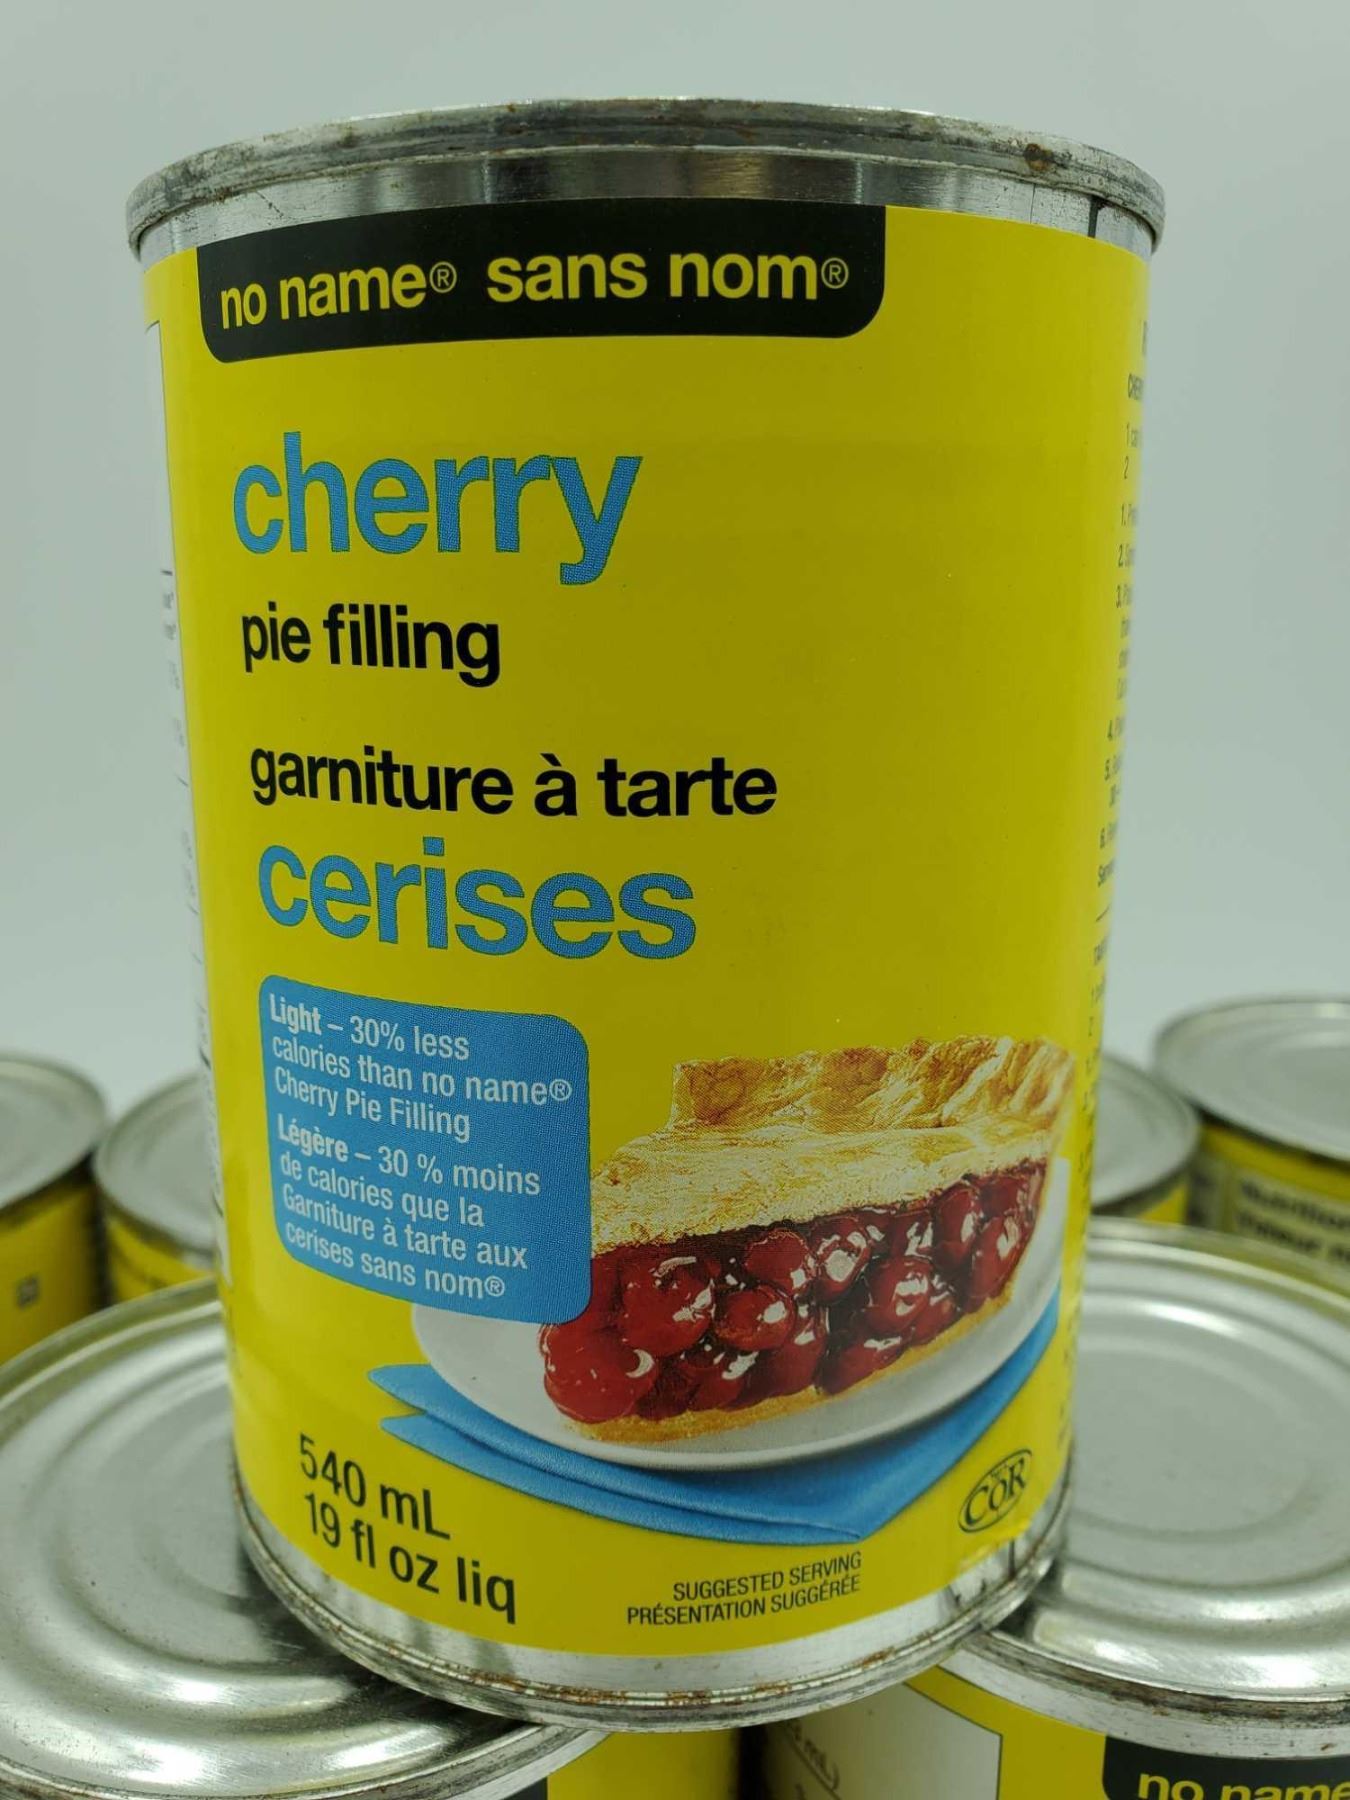 no name® sans nom®
cherry
pie filling
garniture à tarte
cerises
Light – 30% less
calories than no name®
Cherry Pie Filling
Légère – 30 % moins
de calories que la
Garniture à tarte aux
cerises sans nom®
540 mL
19 fl oz liq
SUGGESTED SERVING
PRÉSENTATION SUGGÉRÉE
COR
no name